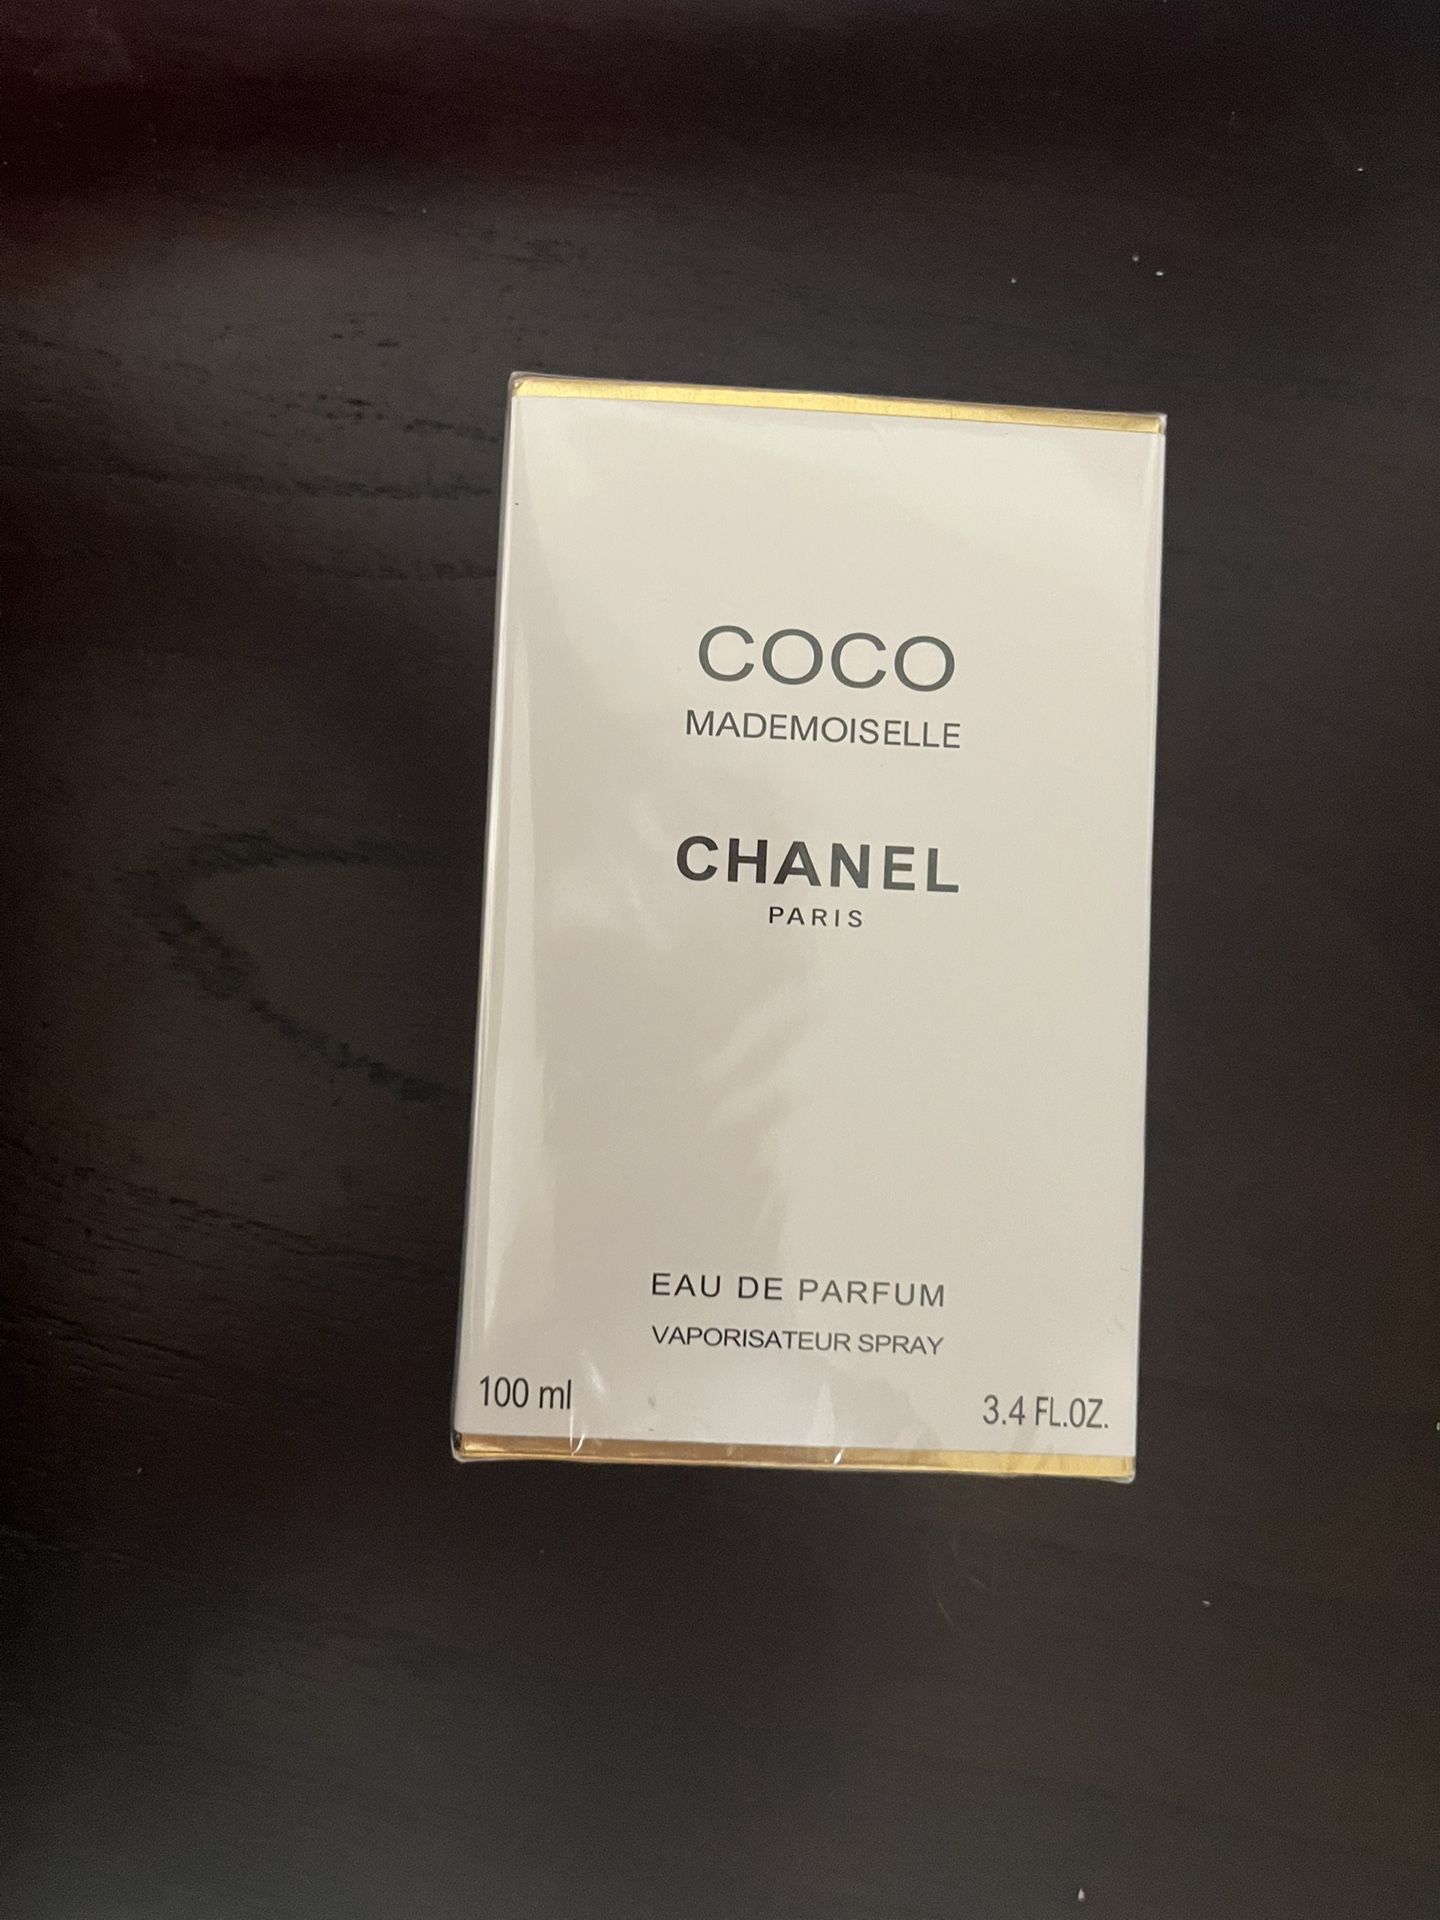 COCO
MADEMOISELLE
CHANEL
PARIS
EAU DE PARFUM
VAPORISATEUR SPRAY
100 ml
3.4 FL.OZ.